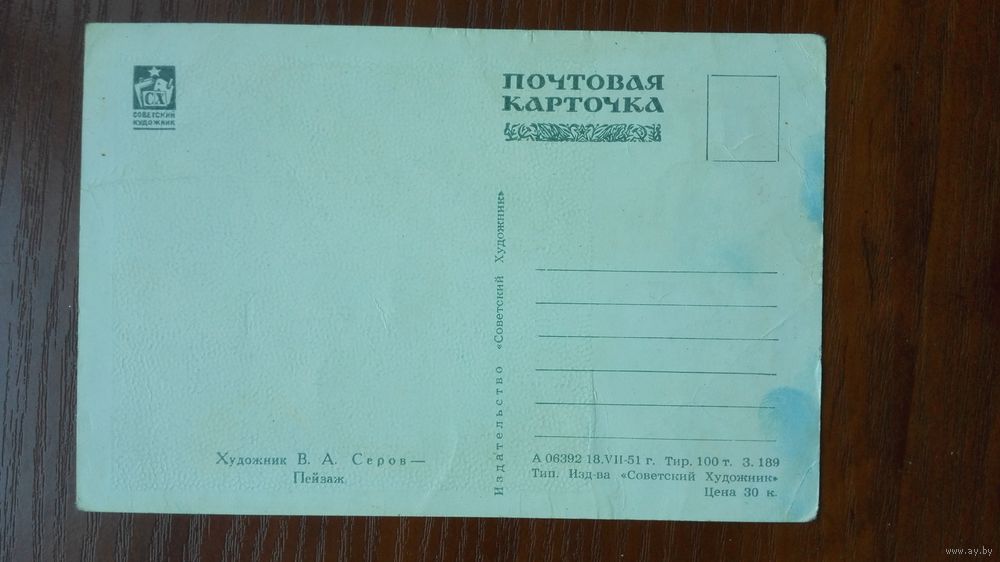 СХ
СОВЕТСКИЙ
ХУДОЖНИК
ПОЧТОВАЯ
КАРТОЧКА
Издательство «Советский Художник»
Художник В. А. Серов —
Пейзаж
А 06392 18.VII-51 г. Тир. 100 т. З. 189
Тип. Изд-ва «Советский Художник»
Цена 30 к.
www.ay.by